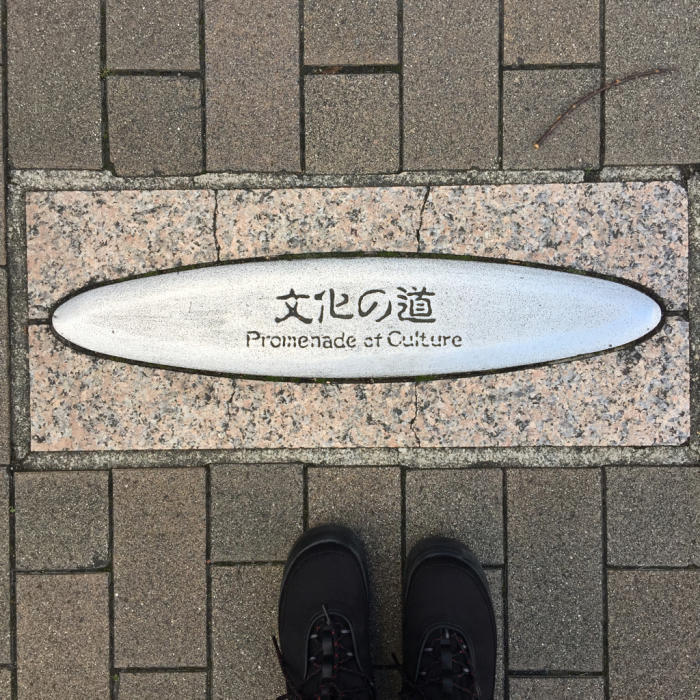 文化の道
Promenade of Culture